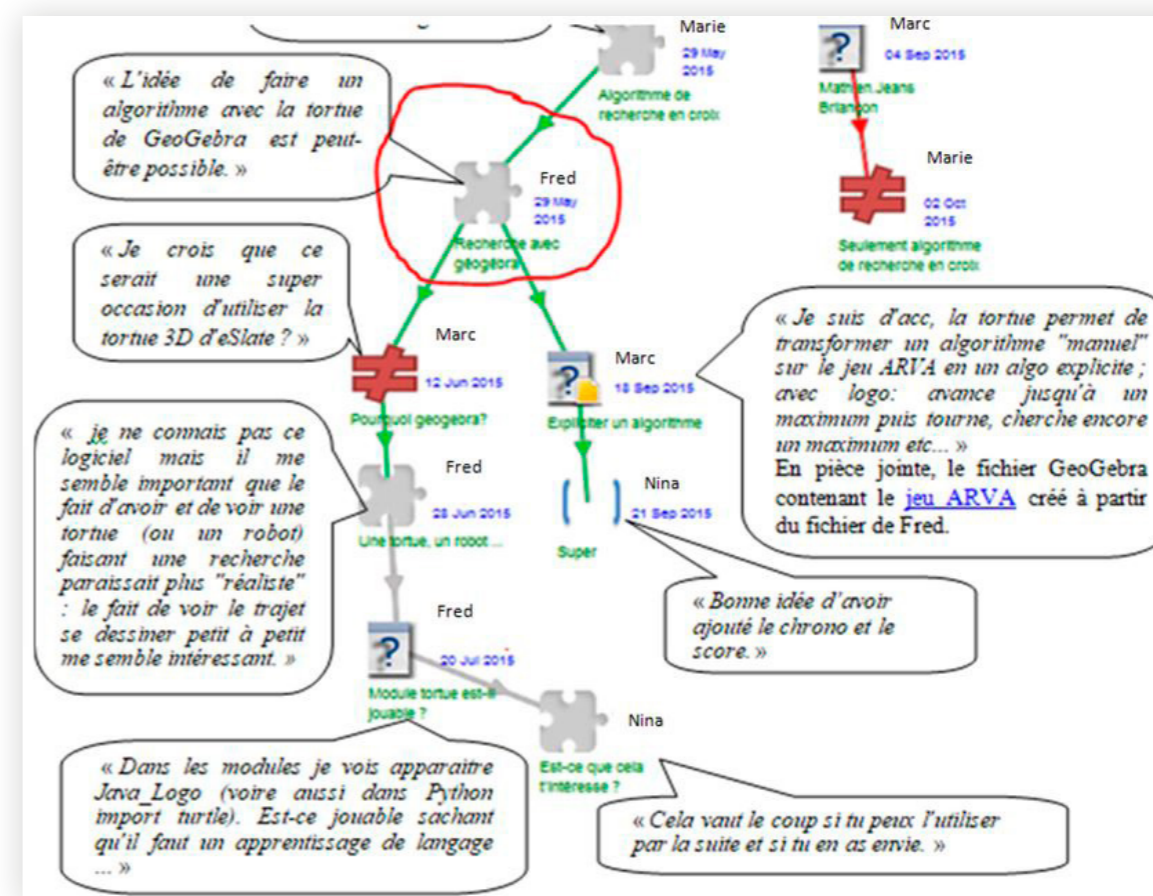 Marie
29 May
2015
Algorithme de
recherche en croix
Marc
04 Sep 2015
Math en Jeans
Briançon
« L'idée de faire un
algorithme avec la tortue
de GeoGebra est peut-
être possible. »
Fred
29 May
2015
Recherche avec
géogébra
Marie
02 Oct
2015
Seulement algorithme
de recherche en croix
« Je crois que ce
serait une super
occasion d'utiliser la
tortue 3D d'eSlate ? »
Marc
12 Jun 2015
Pourquoi geogebra?
Marc
18 Sep 2015
Expliciter un algorithme
« Je suis d'acc, la tortue permet de
transformer un algorithme "manuel"
sur le jeu ARVA en un algo explicite ;
avec logo: avance jusqu'à un
maximum puis tourne, cherche encore
un maximum etc... »
En pièce jointe, le fichier GeoGebra
contenant le jeu ARVA créé à partir
du fichier de Fred.
« je ne connais pas ce
logiciel mais il me
semble important que le
fait d'avoir et de voir une
tortue (ou un robot)
faisant une recherche
paraissait plus "réaliste"
: le fait de voir le trajet
se dessiner petit à petit
me semble intéressant. »
Fred
28 Jun 2015
Une tortue, un robot ...
Nina
21 Sep 2015
Super
« Bonne idée d'avoir
ajouté le chrono et le
score. »
Fred
20 Jul 2015
Module tortue est-il
jouable ?
Nina
Est-ce que cela
t'intéresse ?
« Dans les modules je vois apparaitre
Java_Logo (voire aussi dans Python
import turtle). Est-ce jouable sachant
qu'il faut un apprentissage de langage
... »
« Cela vaut le coup si tu peux l'utiliser
par la suite et si tu en as envie. »